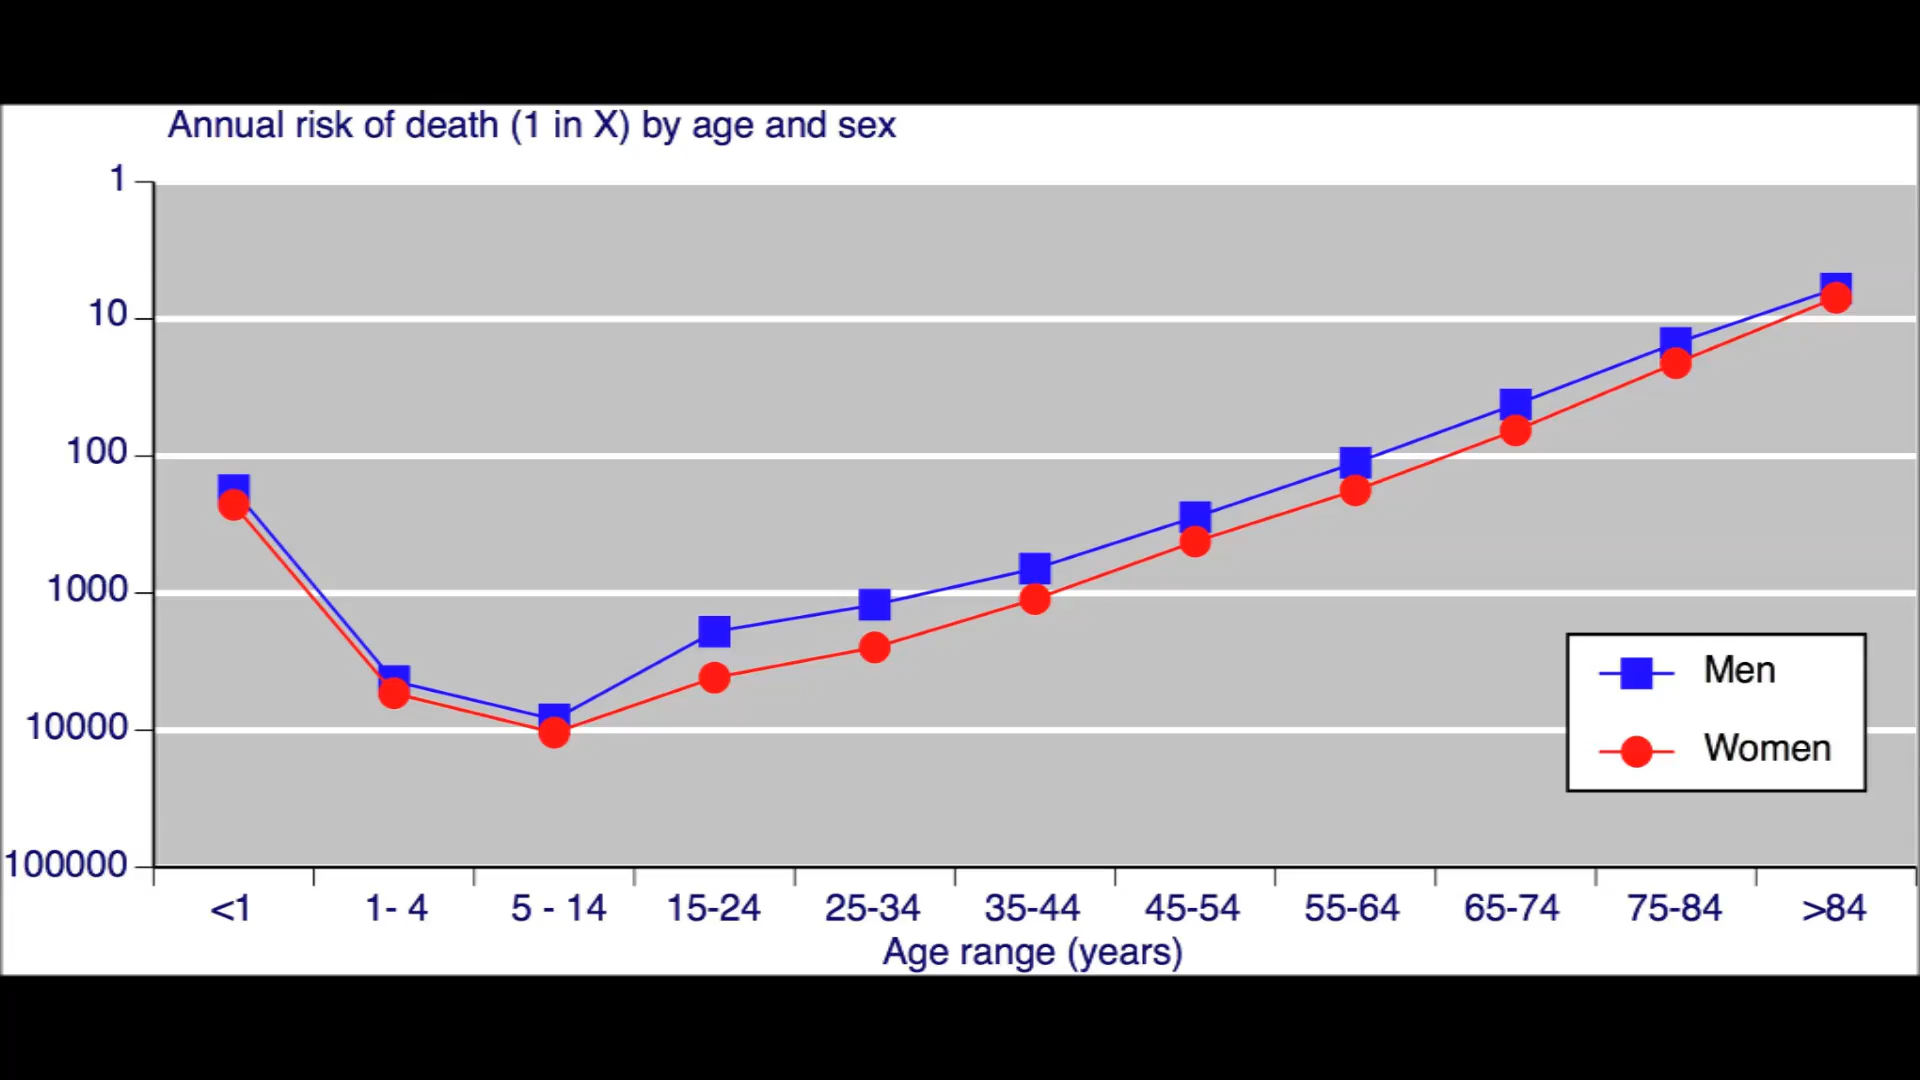 Annual risk of death (1 in X) by age and sex
1
10
100
1000
10000
100000
Men
Women
<1 1- 4 5 - 14 15-24 25-34 35-44 45-54 55-64 65-74 75-84 >84
Age range (years)